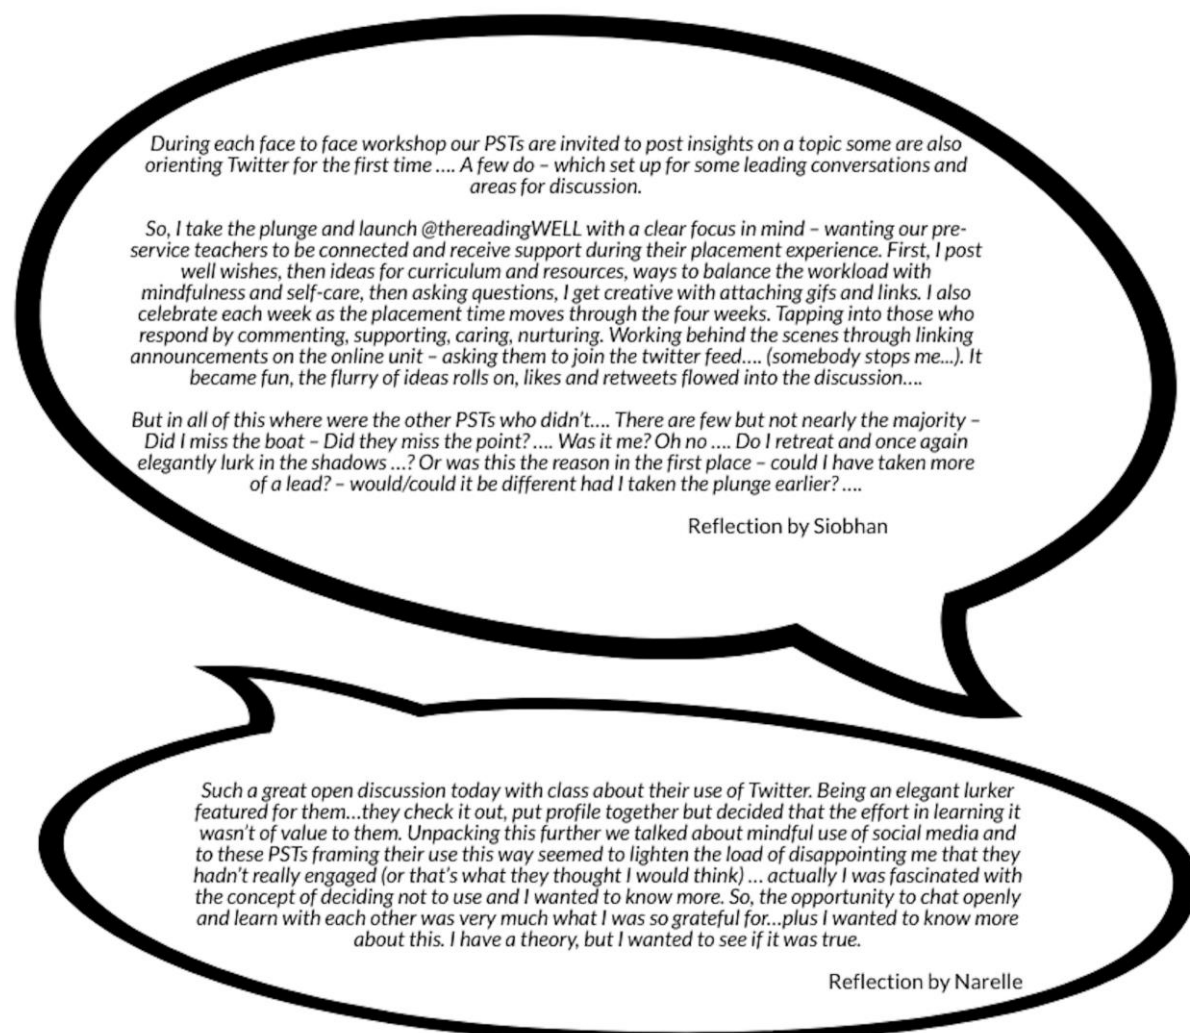 During each face to face workshop our PSTs are invited to post insights on a topic some are also
orienting Twitter for the first time .... A few do – which set up for some leading conversations and
areas for discussion.
So, I take the plunge and launch @thereadingWELL with a clear focus in mind – wanting our pre-
service teachers to be connected and receive support during their placement experience. First, I post
well wishes, then ideas for curriculum and resources, ways to balance the workload with
mindfulness and self-care, then asking questions, I get creative with attaching gifs and links. I also
celebrate each week as the placement time moves through the four weeks. Tapping into those who
respond by commenting, supporting, caring, nurturing. Working behind the scenes through linking
announcements on the online unit – asking them to join the twitter feed.... (somebody stops me...). It
became fun, the flurry of ideas rolls on, likes and retweets flowed into the discussion....
But in all of this where were the other PSTs who didn't.... There are few but not nearly the majority –
Did I miss the boat – Did they miss the point? .... Was it me? Oh no .... Do I retreat and once again
elegantly lurk in the shadows ...? Or was this the reason in the first place – could I have taken more
of a lead? – would/could it be different had I taken the plunge earlier? ....
Reflection by Siobhan
Such a great open discussion today with class about their use of Twitter. Being an elegant lurker
featured for them...they check it out, put profile together but decided that the effort in learning it
wasn't of value to them. Unpacking this further we talked about mindful use of social media and
to these PSTs framing their use this way seemed to lighten the load of disappointing me that they
hadn't really engaged (or that's what they thought I would think) ... actually I was fascinated with
the concept of deciding not to use and I wanted to know more. So, the opportunity to chat openly
and learn with each other was very much what I was so grateful for...plus I wanted to know more
about this. I have a theory, but I wanted to see if it was true.
Reflection by Narelle